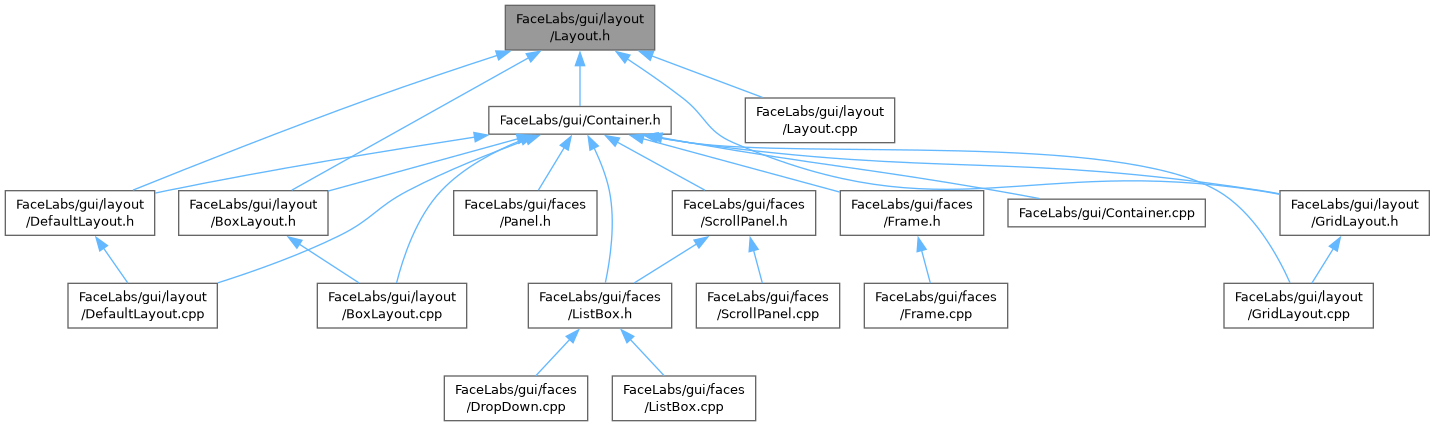 FaceLabs/gui/layout
/Layout.h
FaceLabs/gui/Container.h
FaceLabs/gui/layout
/Layout.cpp
FaceLabs/gui/layout
/DefaultLayout.h
FaceLabs/gui/layout
/BoxLayout.h
FaceLabs/gui/faces
/Panel.h
FaceLabs/gui/faces
/ScrollPanel.h
FaceLabs/gui/faces
/Frame.h
FaceLabs/gui/Container.cpp
FaceLabs/gui/layout
/GridLayout.h
FaceLabs/gui/layout
/DefaultLayout.cpp
FaceLabs/gui/layout
/BoxLayout.cpp
FaceLabs/gui/faces
/ListBox.h
FaceLabs/gui/faces
/ScrollPanel.cpp
FaceLabs/gui/faces
/Frame.cpp
FaceLabs/gui/layout
/GridLayout.cpp
FaceLabs/gui/faces
/DropDown.cpp
FaceLabs/gui/faces
/ListBox.cpp